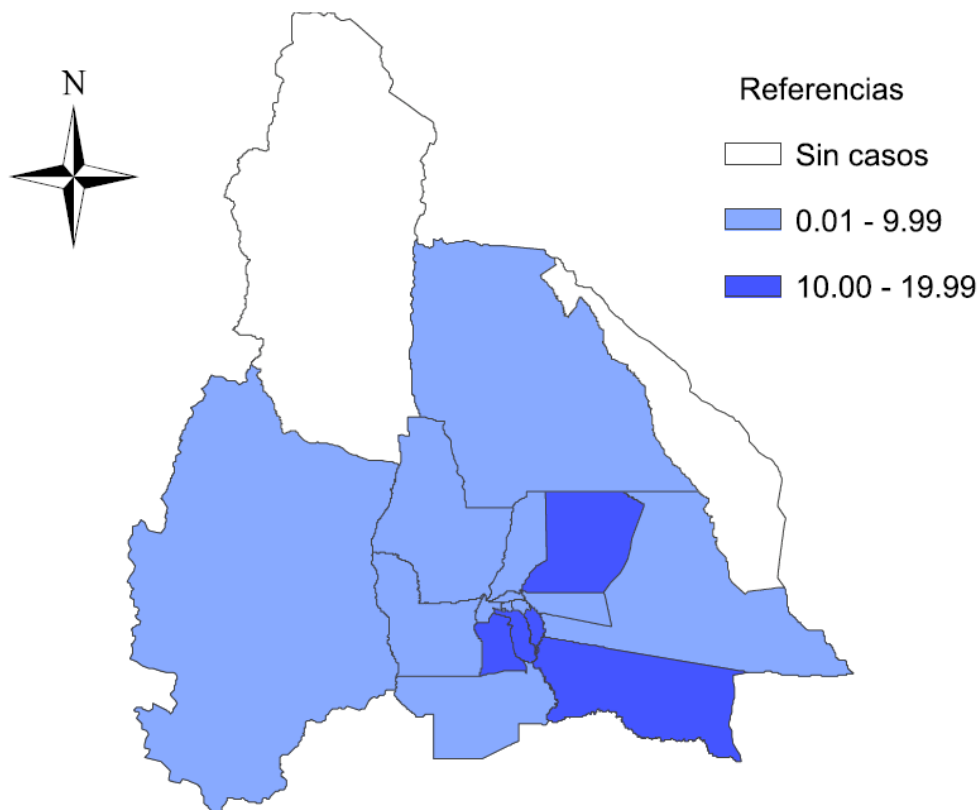 N
Referencias
Sin casos
0.01 - 9.99
10.00 - 19.99